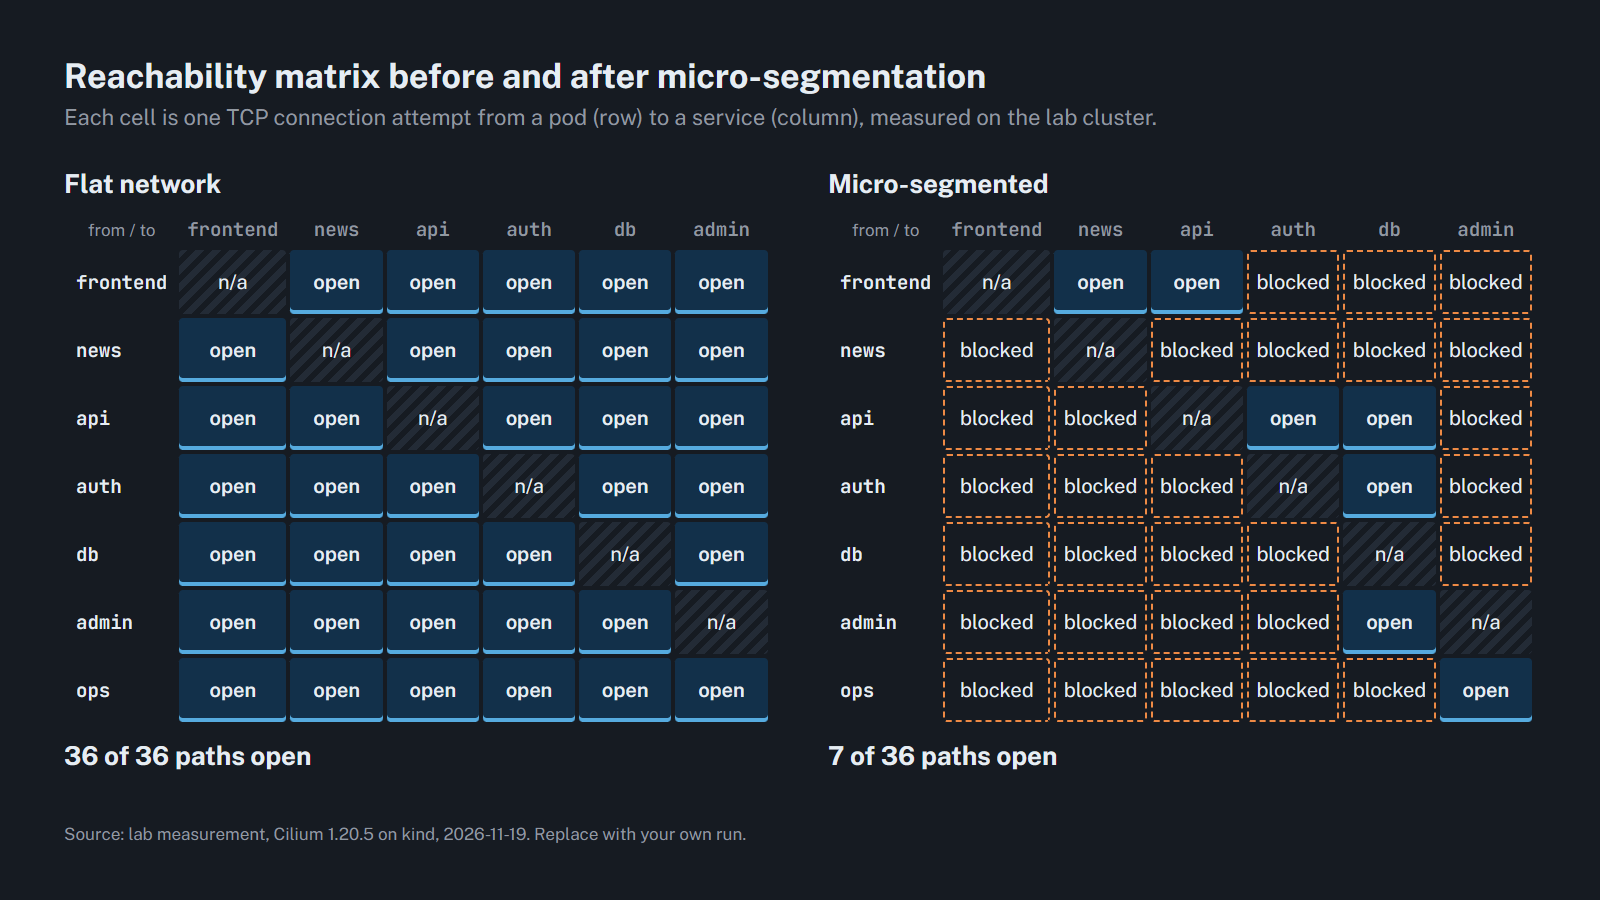 Reachability matrix before and after micro-segmentation
Each cell is one TCP connection attempt from a pod (row) to a service (column), measured on the lab cluster.
Flat network
from / to frontend news api auth db admin
frontend n/a open open open open open
news open n/a open open open open
api open open n/a open open open
auth open open open n/a open open
db open open open open n/a open
admin open open open open open n/a
ops open open open open open open
36 of 36 paths open
Micro-segmented
from / to frontend news api auth db admin
frontend n/a open open blocked blocked blocked
news blocked n/a blocked blocked blocked blocked
api blocked blocked n/a open open blocked
auth blocked blocked blocked n/a open blocked
db blocked blocked blocked blocked n/a blocked
admin blocked blocked blocked blocked open n/a
ops blocked blocked blocked blocked blocked open
7 of 36 paths open
Source: lab measurement, Cilium 1.20.5 on kind, 2026-11-19. Replace with your own run.